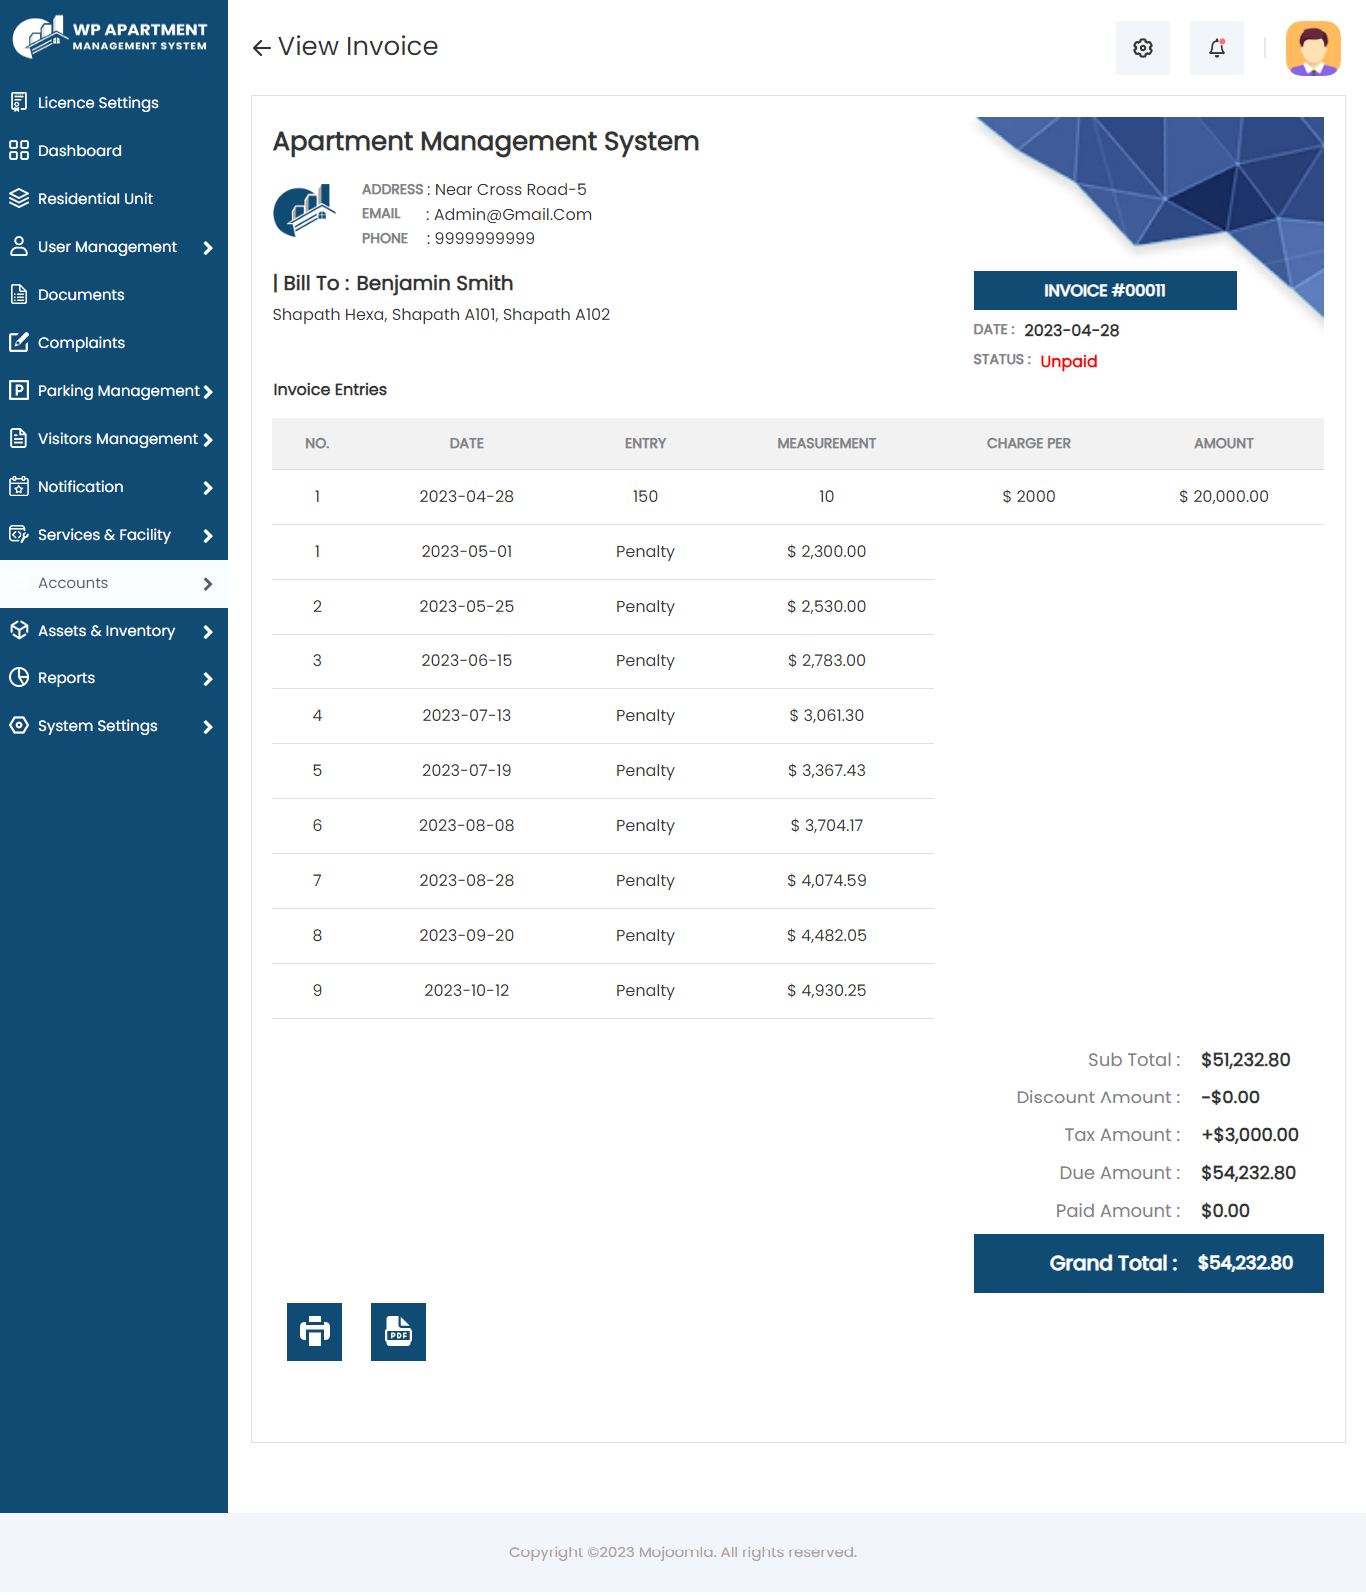 WP APARTMENT
MANAGEMENT SYSTEM
Licence Settings
Dashboard
Residential Unit
User Management
Documents
Complaints
Parking Management
Visitors Management
Notification
Services & Facility
Accounts
Assets & Inventory
Reports
System Settings
View Invoice
Apartment Management System
ADDRESS : Near Cross Road-5
EMAIL : Admin@Gmail.Com
PHONE : 9999999999
| Bill To : Benjamin Smith
Shapath Hexa, Shapath A101, Shapath A102
INVOICE #00011
DATE : 2023-04-28
STATUS : Unpaid
Invoice Entries
NO. DATE ENTRY MEASUREMENT CHARGE PER AMOUNT
1 2023-04-28 150 10 $ 2000 $ 20,000.00
1 2023-05-01 Penalty $ 2,300.00
2 2023-05-25 Penalty $ 2,530.00
3 2023-06-15 Penalty $ 2,783.00
4 2023-07-13 Penalty $ 3,061.30
5 2023-07-19 Penalty $ 3,367.43
6 2023-08-08 Penalty $ 3,704.17
7 2023-08-28 Penalty $ 4,074.59
8 2023-09-20 Penalty $ 4,482.05
9 2023-10-12 Penalty $ 4,930.25
Sub Total : $51,232.80
Discount Amount : -$0.00
Tax Amount : +$3,000.00
Due Amount : $54,232.80
Paid Amount : $0.00
Grand Total : $54,232.80
PDF
Copyright ©2023 Mojoomla. All rights reserved.